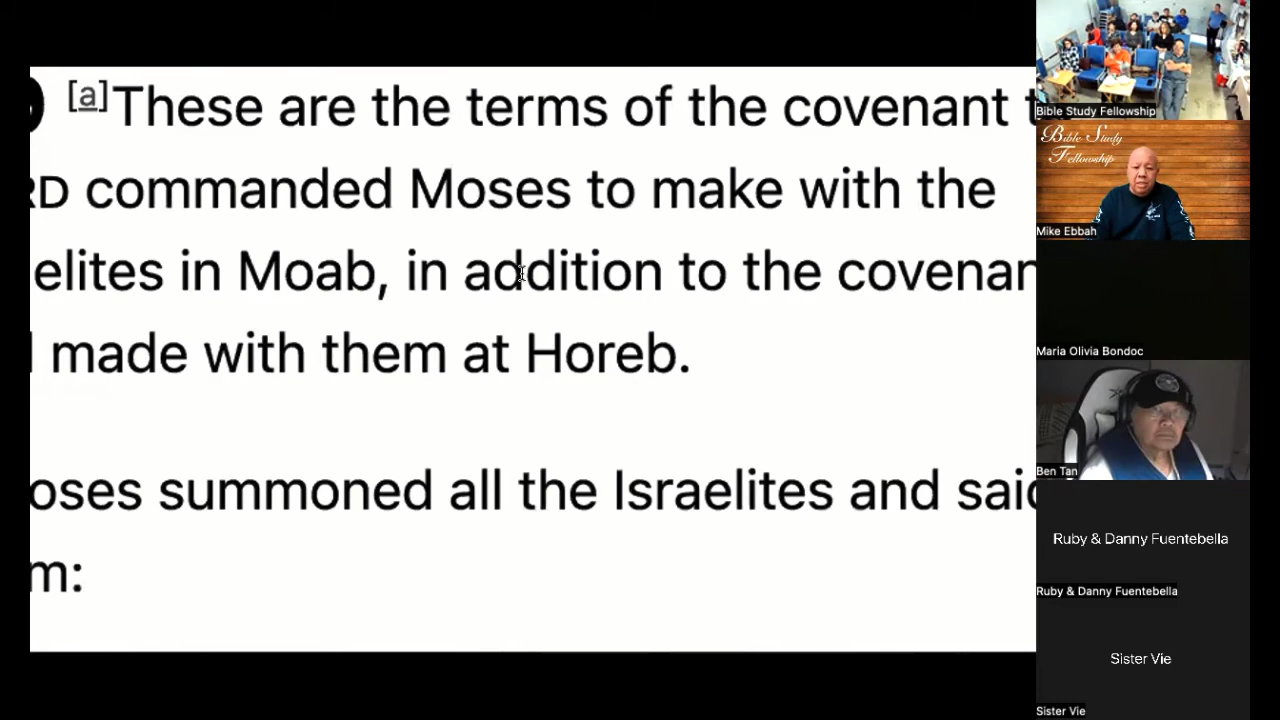 [a]These are the terms of the covenant
RD commanded Moses to make with the
elites in Moab, in addition to the covenan
made with them at Horeb.
oses summoned all the Israelites and said
m:
Bible Study Fellowship
Bible Study
Fellowship
Mike Ebbah
Maria Olivia Bondoc
Ben Tan
Ruby & Danny Fuentebella
Ruby & Danny Fuentebella
Sister Vie
Sister Vie